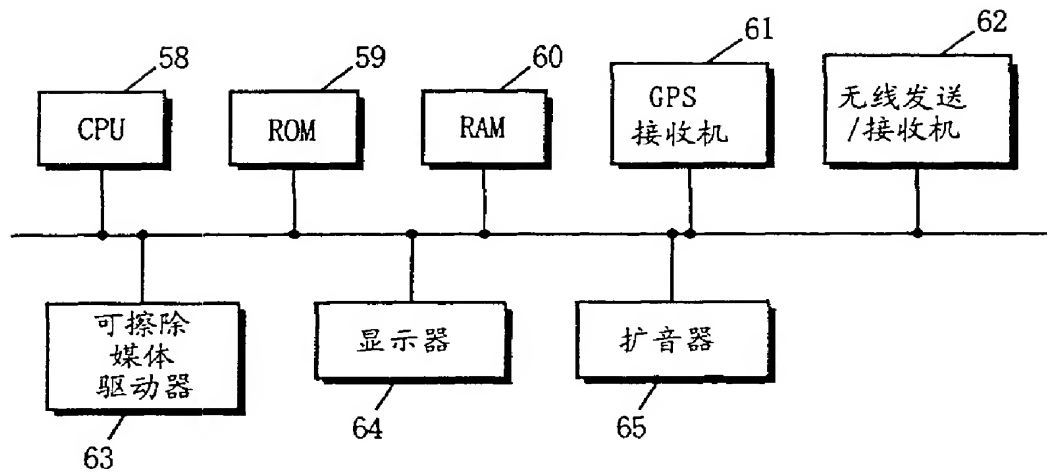 58
59
60
61
62
CPU
ROM
RAM
GPS
接收机
无线发送
/接收机
可擦除
媒体
驱动器
显示器
扩音器
63
64
65